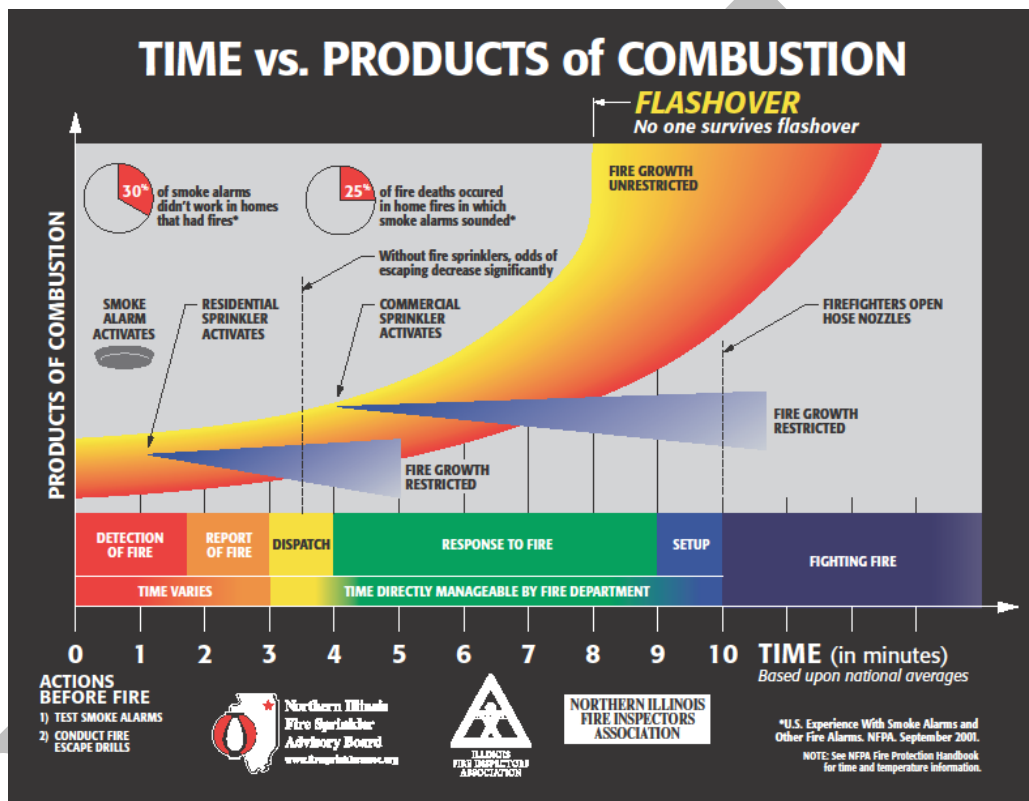 TIME vs. PRODUCTS of COMBUSTION
FLASHOVER
No one survives flashover
PRODUCTS OF COMBUSTION
30%
of smoke alarms
didn't work in homes
that had fires*
25%
of fire deaths occured
in home fires in which
smoke alarms sounded*
FIRE GROWTH
UNRESTRICTED
Without fire sprinklers, odds of
escaping decrease significantly
SMOKE
ALARM
ACTIVATES
RESIDENTIAL
SPRINKLER
ACTIVATES
COMMERCIAL
SPRINKLER
ACTIVATES
FIREFIGHTERS OPEN
HOSE NOZZLES
FIRE GROWTH
RESTRICTED
FIRE GROWTH
RESTRICTED
DETECTION
OF FIRE
REPORT
OF FIRE
DISPATCH
RESPONSE TO FIRE
SETUP
FIGHTING FIRE
TIME VARIES
TIME DIRECTLY MANAGEABLE BY FIRE DEPARTMENT
0 1 2 3 4 5 6 7 8 9 10 TIME (in minutes)
Based upon national averages
ACTIONS
BEFORE FIRE
1) TEST SMOKE ALARMS
2) CONDUCT FIRE
ESCAPE DRILLS
Northern Illinois
Fire Sprinkler
Advisory Board
ILLINOIS
FIRE INSPECTORS
ASSOCIATION
NORTHERN ILLINOIS
FIRE INSPECTORS
ASSOCIATION
*U.S. Experience With Smoke Alarms and
Other Fire Alarms. NFPA. September 2001.
NOTE: See NFPA Fire Protection Handbook
for time and temperature information.